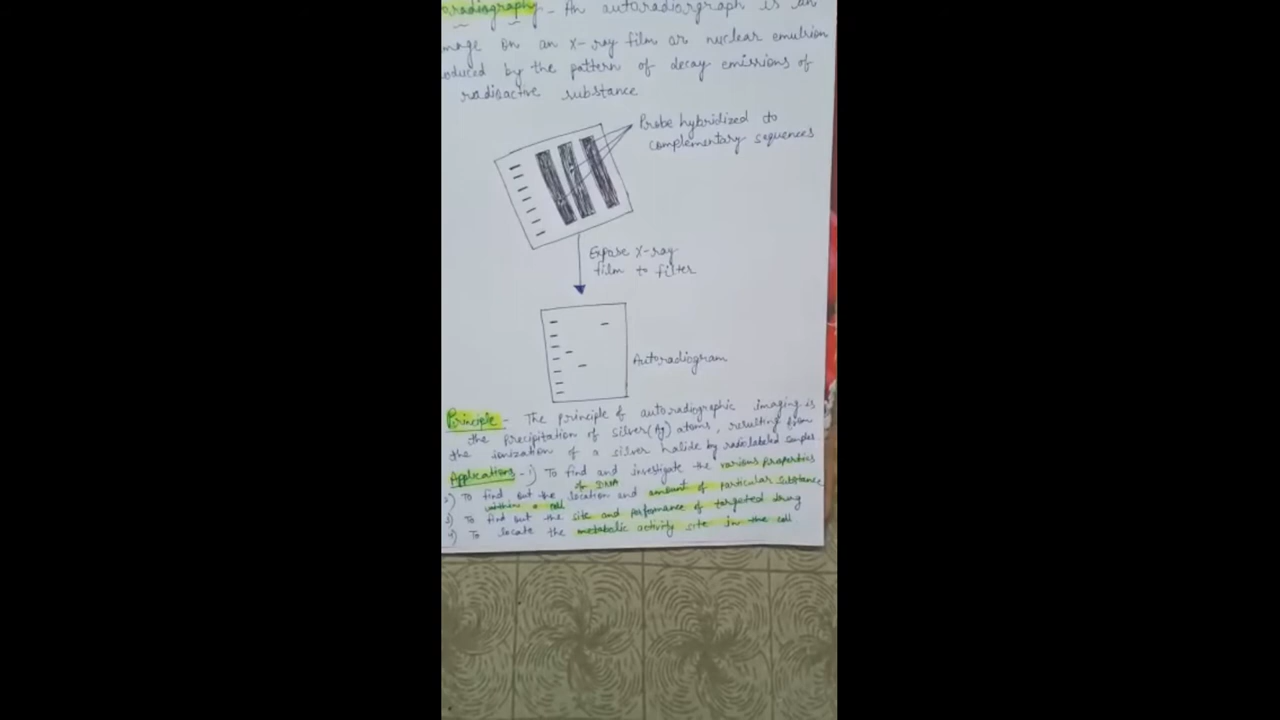 oradiography - An autoradiorgraph is an
mage on an X-ray film or nuclear emulsion
oduced by the pattern of decay emissions of
radioactive substance
Probe hybridized to
complementary sequences
Expose X-ray
film to filter
Autoradiogram
Principle - The principle of autoradiographic imaging is
the precipitation of silver (Ag) atoms, resulting from
the ionization of a silver halide by radiolabeled samples
Applications - 1) To find and investigate the various properties
of DNA
2) To find out the location and amount of particular substance
within a cell
3) To find out the site and performance of targeted drug
4) To locate the metabolic activity site in the cell